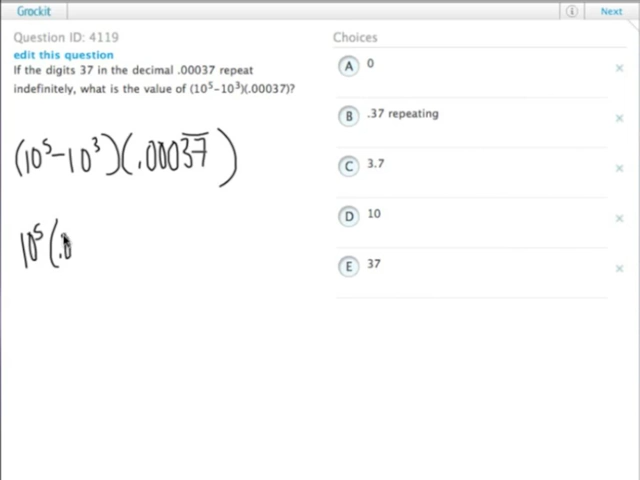 Grockit
Next
Question ID: 4119
edit this question
If the digits 37 in the decimal .00037 repeat
indefinitely, what is the value of (10⁵-10³)(.00037)?
Choices
A 0
B .37 repeating
C 3.7
D 10
E 37
(10⁵-10³)(.00037̅)
10⁵(.0